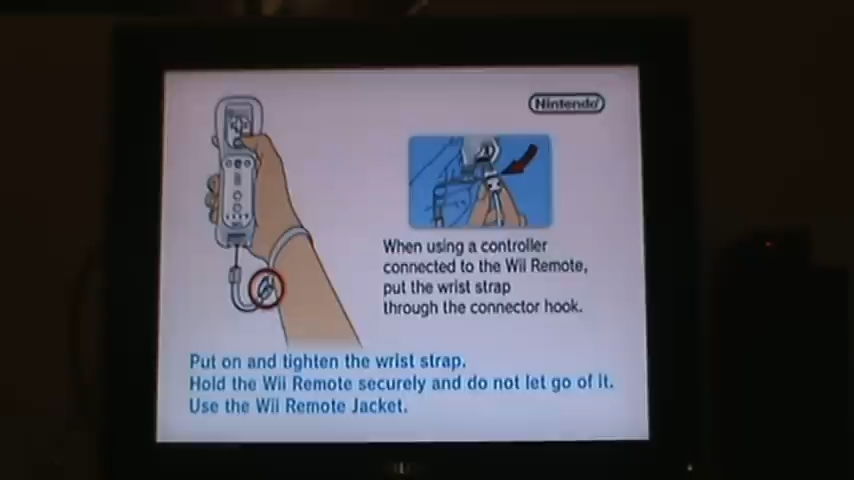 Nintendo
When using a controller
connected to the Wii Remote,
put the wrist strap
through the connector hook.
Put on and tighten the wrist strap.
Hold the Wii Remote securely and do not let go of it.
Use the Wii Remote Jacket.